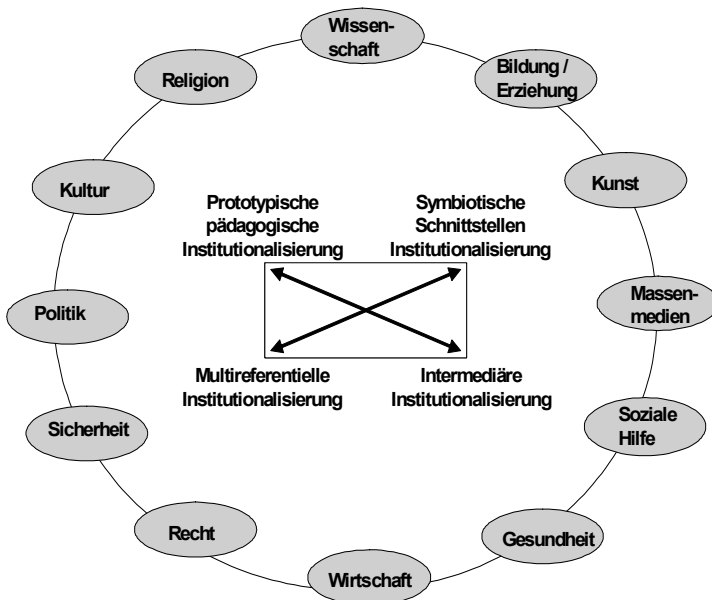 Wissen-
schaft
Bildung /
Erziehung
Religion
Kultur
Kunst
Prototypische
pädagogische
Institutionalisierung
Symbiotische
Schnittstellen
Institutionalisierung
Politik
Massen-
medien
Multireferentielle
Institutionalisierung
Intermediäre
Institutionalisierung
Sicherheit
Soziale
Hilfe
Recht
Gesundheit
Wirtschaft